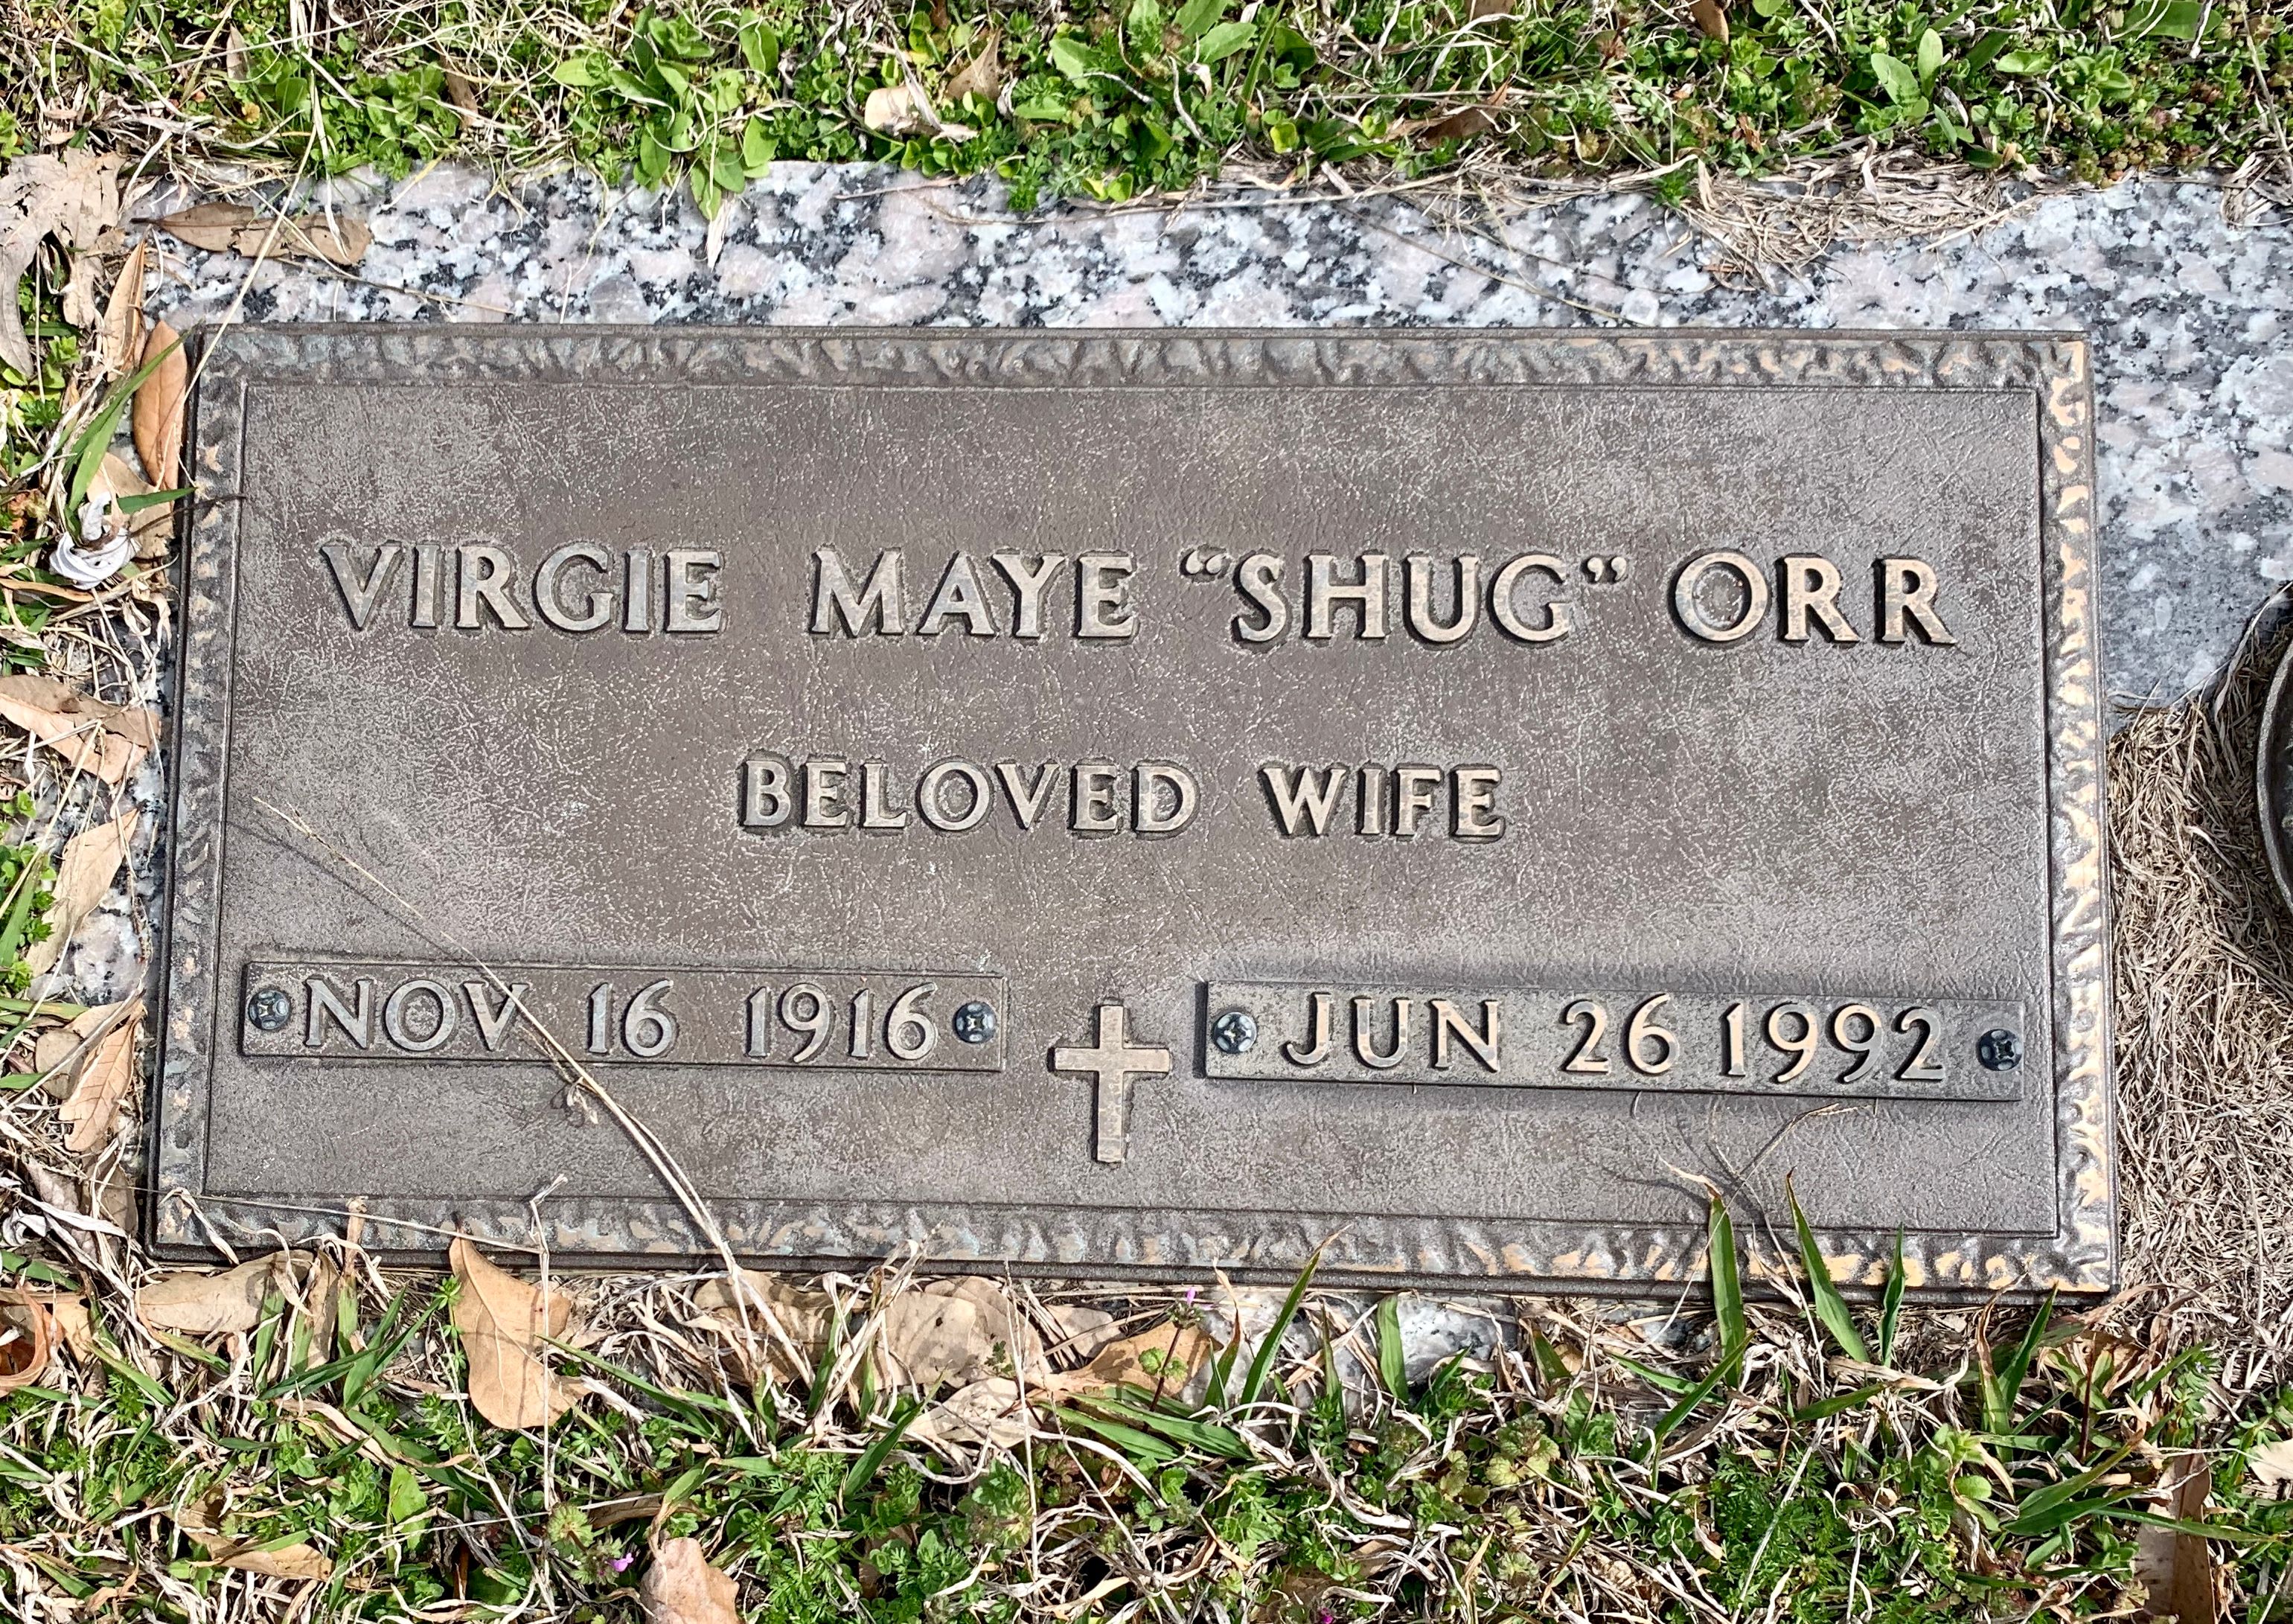 VIRGIE MAYE “SHUG” ORR
BELOVED WIFE
NOV 16 1916
JUN 26 1992